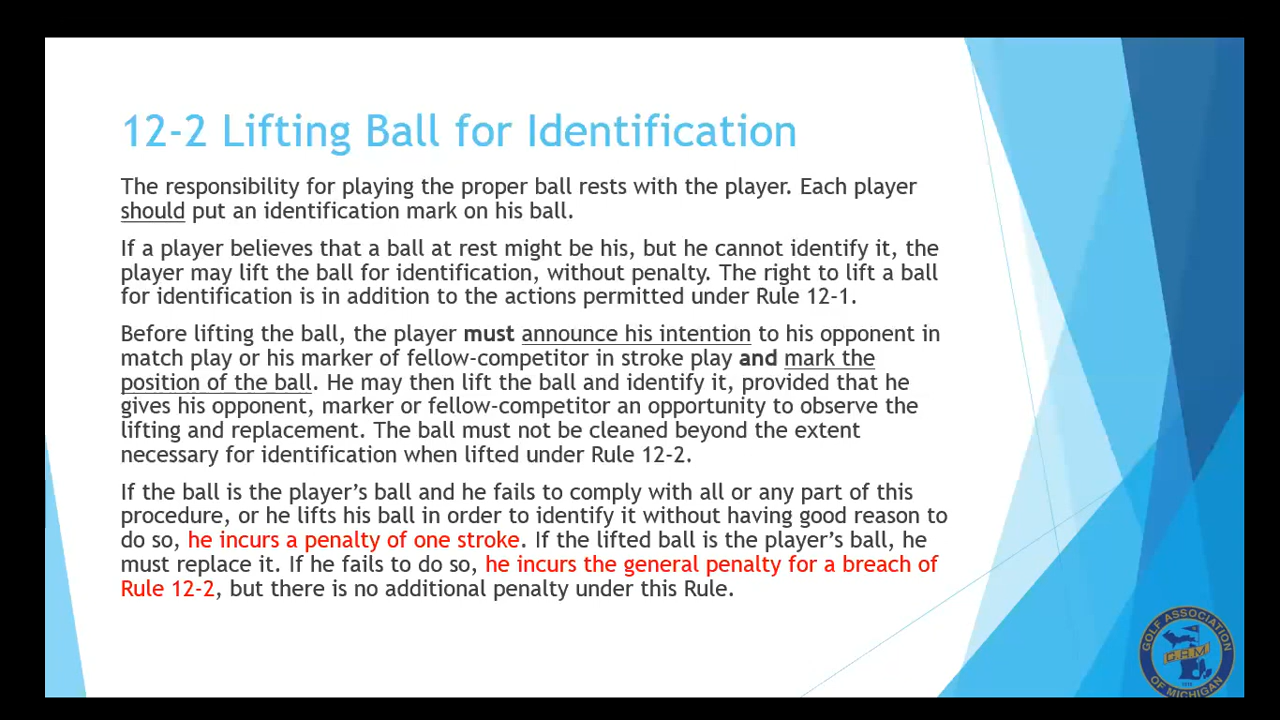 12-2 Lifting Ball for Identification
The responsibility for playing the proper ball rests with the player. Each player
should put an identification mark on his ball.
If a player believes that a ball at rest might be his, but he cannot identify it, the
player may lift the ball for identification, without penalty. The right to lift a ball
for identification is in addition to the actions permitted under Rule 12-1.
Before lifting the ball, the player must announce his intention to his opponent in
match play or his marker of fellow-competitor in stroke play and mark the
position of the ball. He may then lift the ball and identify it, provided that he
gives his opponent, marker or fellow-competitor an opportunity to observe the
lifting and replacement. The ball must not be cleaned beyond the extent
necessary for identification when lifted under Rule 12-2.
If the ball is the player’s ball and he fails to comply with all or any part of this
procedure, or he lifts his ball in order to identify it without having good reason to
do so, he incurs a penalty of one stroke. If the lifted ball is the player’s ball, he
must replace it. If he fails to do so, he incurs the general penalty for a breach of
Rule 12-2, but there is no additional penalty under this Rule.
GOLF ASSOCIATION
G.A.M.
OF MICHIGAN